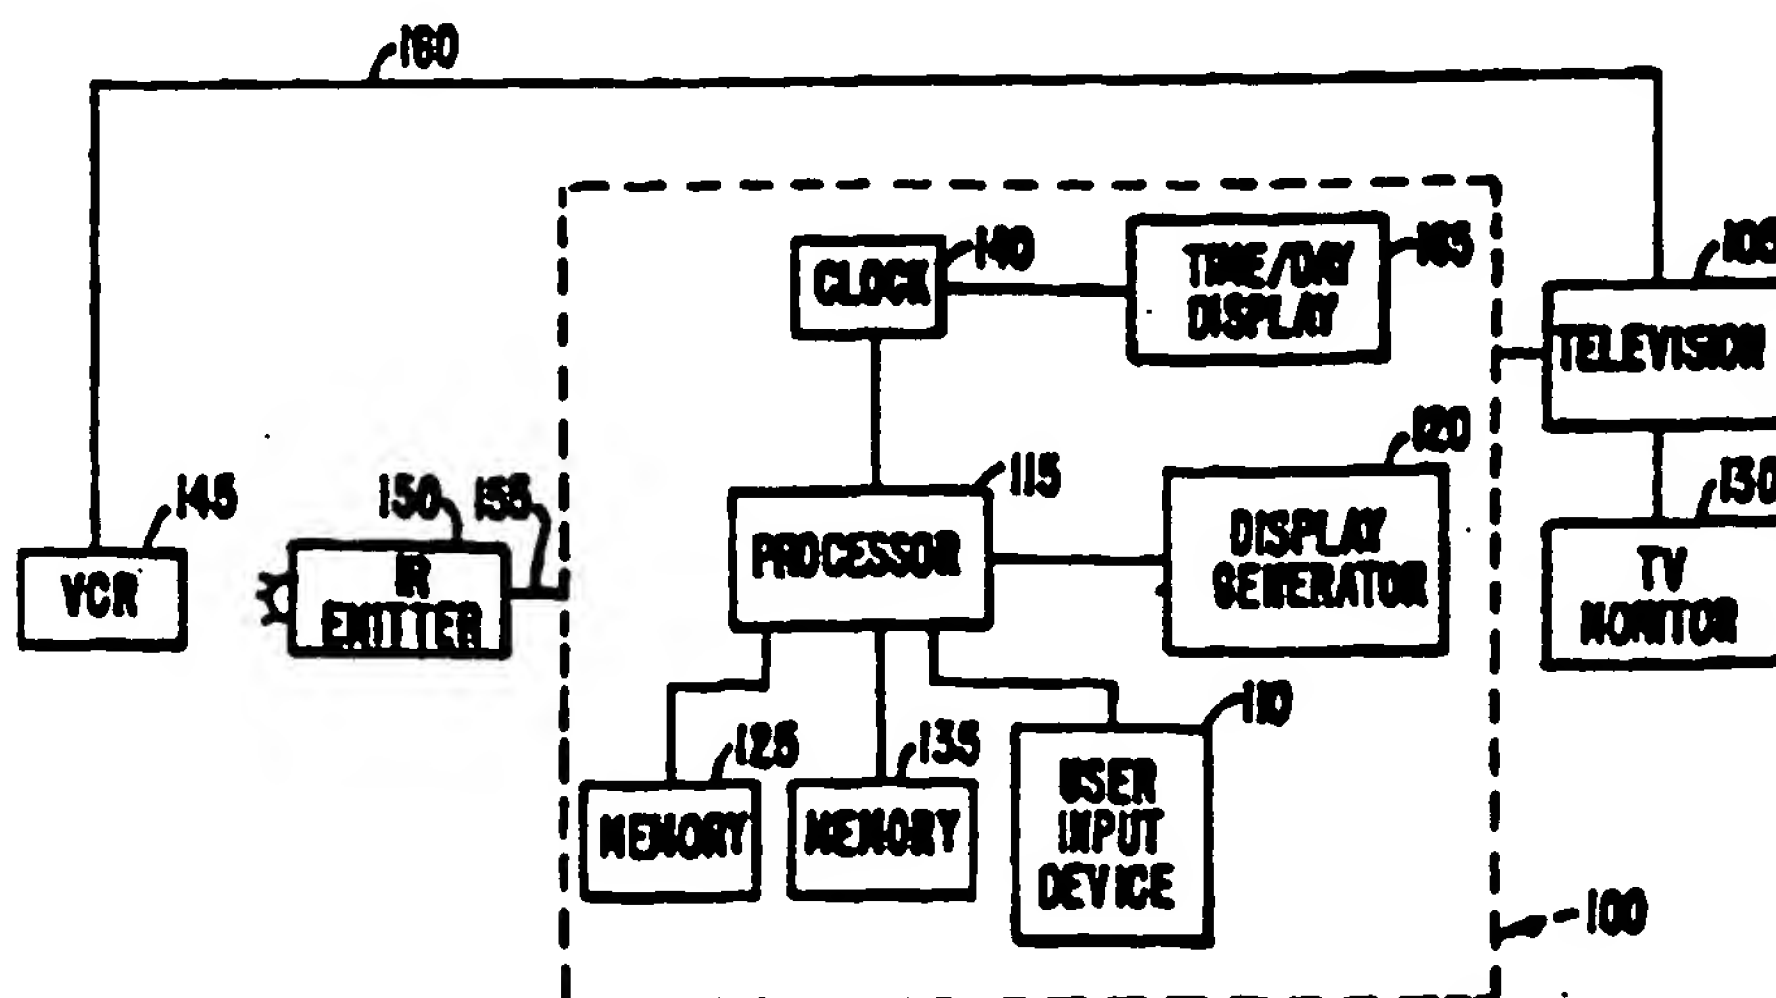 160
CLOCK
140
TIME/DAY
DISPLAY
165
105
TELEVISION
120
145
150
155
115
130
VCR
IR
EMITTER
PROCESSOR
DISPLAY
GENERATOR
TV
MONITOR
125
135
110
MEMORY
MEMORY
USER
INPUT
DEVICE
100